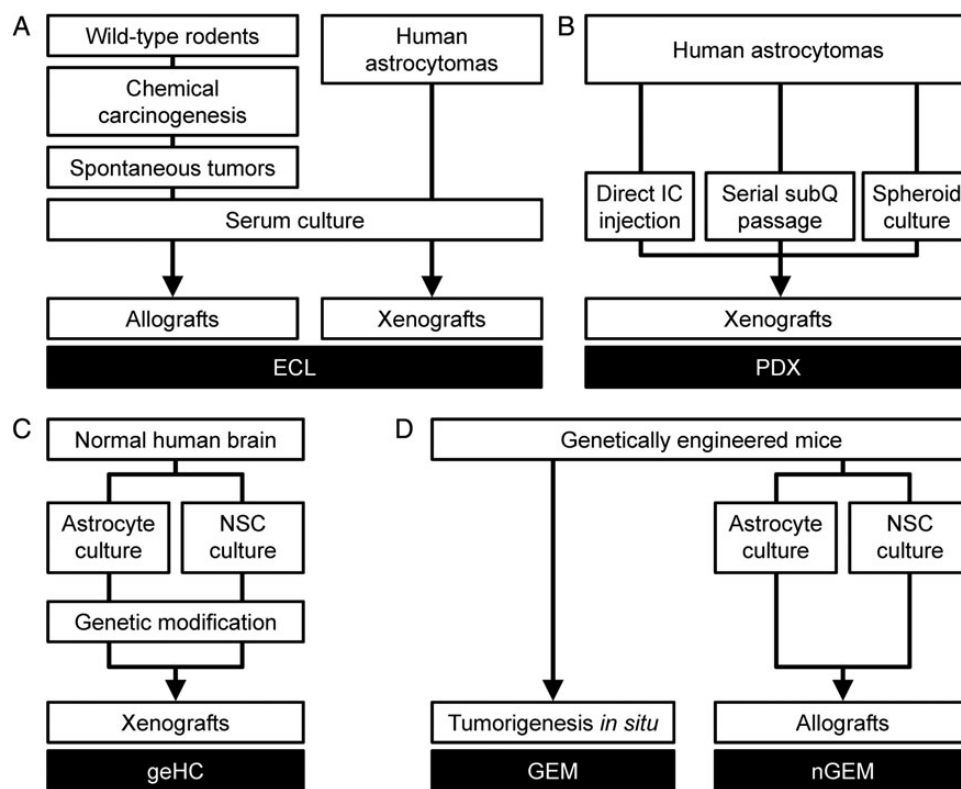 A
Wild-type rodents
Chemical
carcinogenesis
Spontaneous tumors
Human
astrocytomas
Serum culture
Allografts
Xenografts
ECL
B
Human astrocytomas
Direct IC
injection
Serial subQ
passage
Spheroid
culture
Xenografts
PDX
C
Normal human brain
Astrocyte
culture
NSC
culture
Genetic modification
Xenografts
geHC
D
Genetically engineered mice
Astrocyte
culture
NSC
culture
Tumorigenesis in situ
GEM
Allografts
nGEM